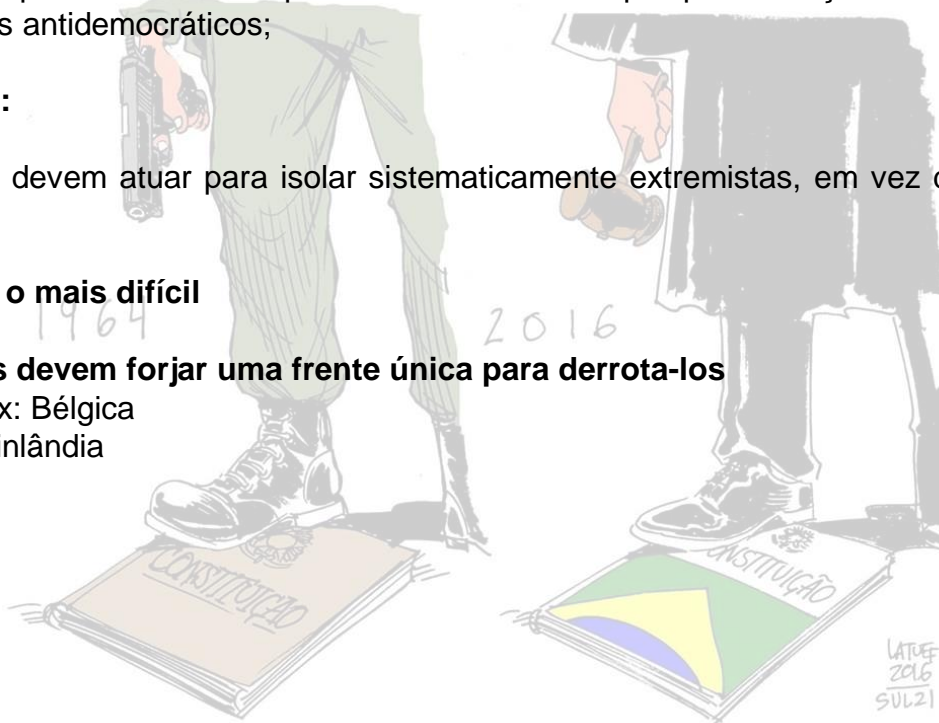 s antidemocráticos;
:
devem atuar para isolar sistematicamente extremistas, em vez
o mais difícil
1964
2016
s devem forjar uma frente única para derrota-los
x: Bélgica
inlândia
CONSTITUIÇÃO
CONSTITUIÇÃO
LATUFF
2016
SUL21